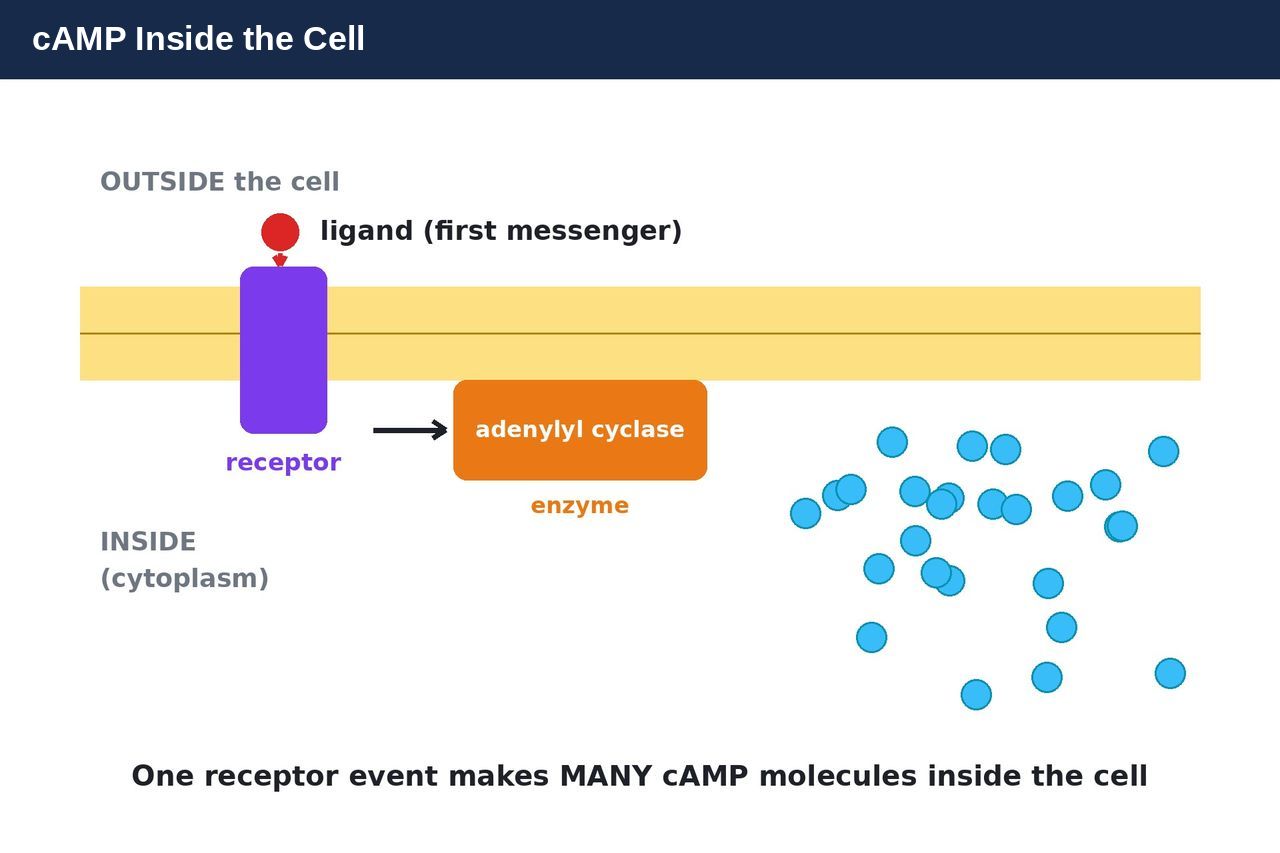 cAMP Inside the Cell
OUTSIDE the cell
ligand (first messenger)
adenylyl cyclase
receptor
enzyme
INSIDE
(cytoplasm)
One receptor event makes MANY cAMP molecules inside the cell